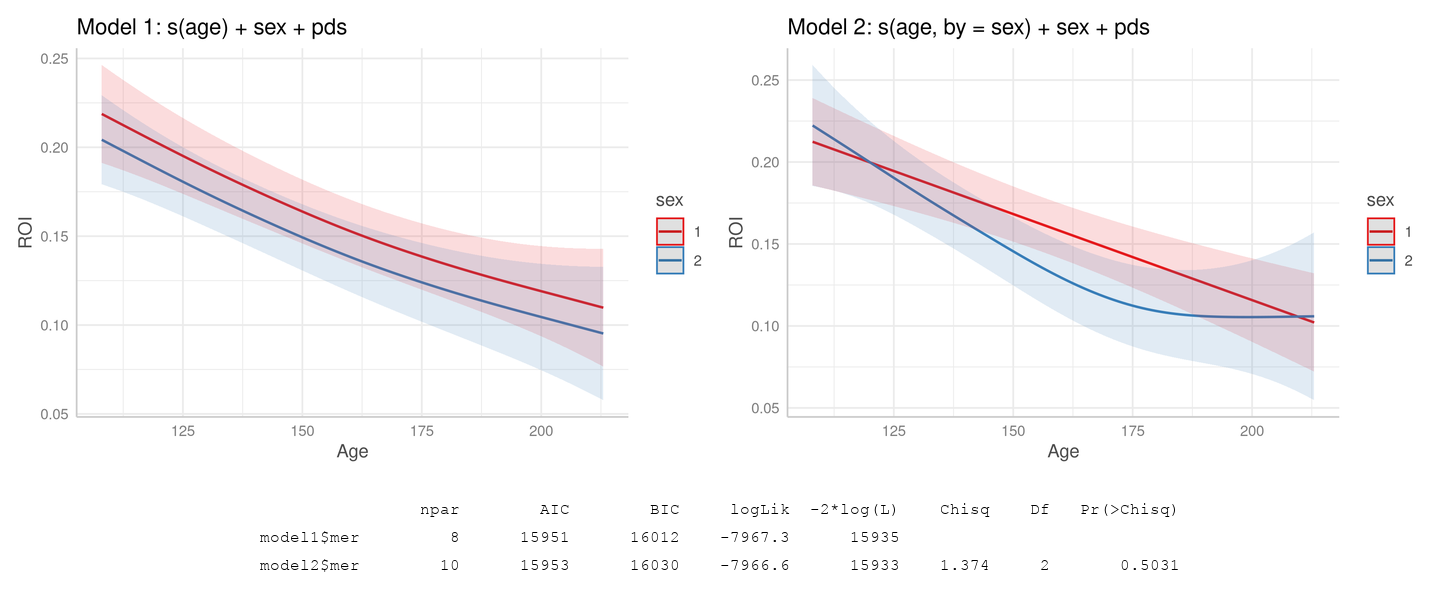 Model 1: s(age) + sex + pds
0.25
0.20
0.15
0.10
0.05
ROI
125 150 175 200
Age
sex
1
2
Model 2: s(age, by = sex) + sex + pds
0.25
0.20
0.15
0.10
0.05
ROI
125 150 175 200
Age
sex
1
2
npar AIC BIC logLik -2*log(L) Chisq Df Pr(>Chisq)
model1$mer 8 15951 16012 -7967.3 15935
model2$mer 10 15953 16030 -7966.6 15933 1.374 2 0.5031